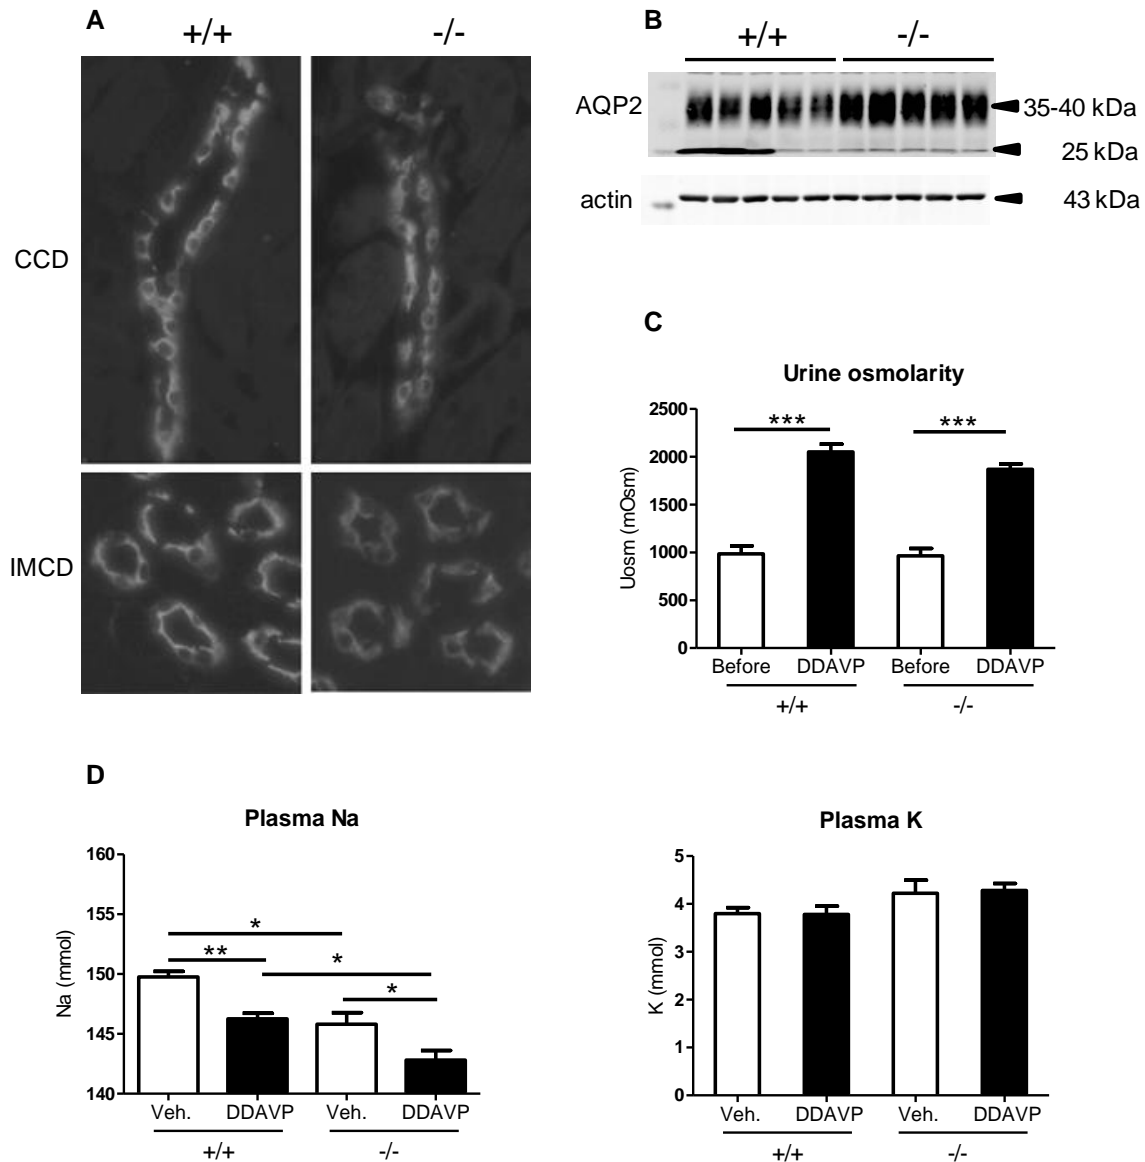 A
+/+
-/-
CCD
IMCD
B
+/+
-/-
AQP2
35-40 kDa
25 kDa
actin
43 kDa
C
Urine osmolarity
Uosm (mOsm)
2500
2000
1500
1000
500
0
***
***
Before DDAVP Before DDAVP
+/+ -/-
D
Plasma Na
Na (mmol)
160
155
150
145
140
*
**
*
*
Veh. DDAVP Veh. DDAVP
+/+ -/-
Plasma K
K (mmol)
5
4
3
2
1
0
Veh. DDAVP Veh. DDAVP
+/+ -/-